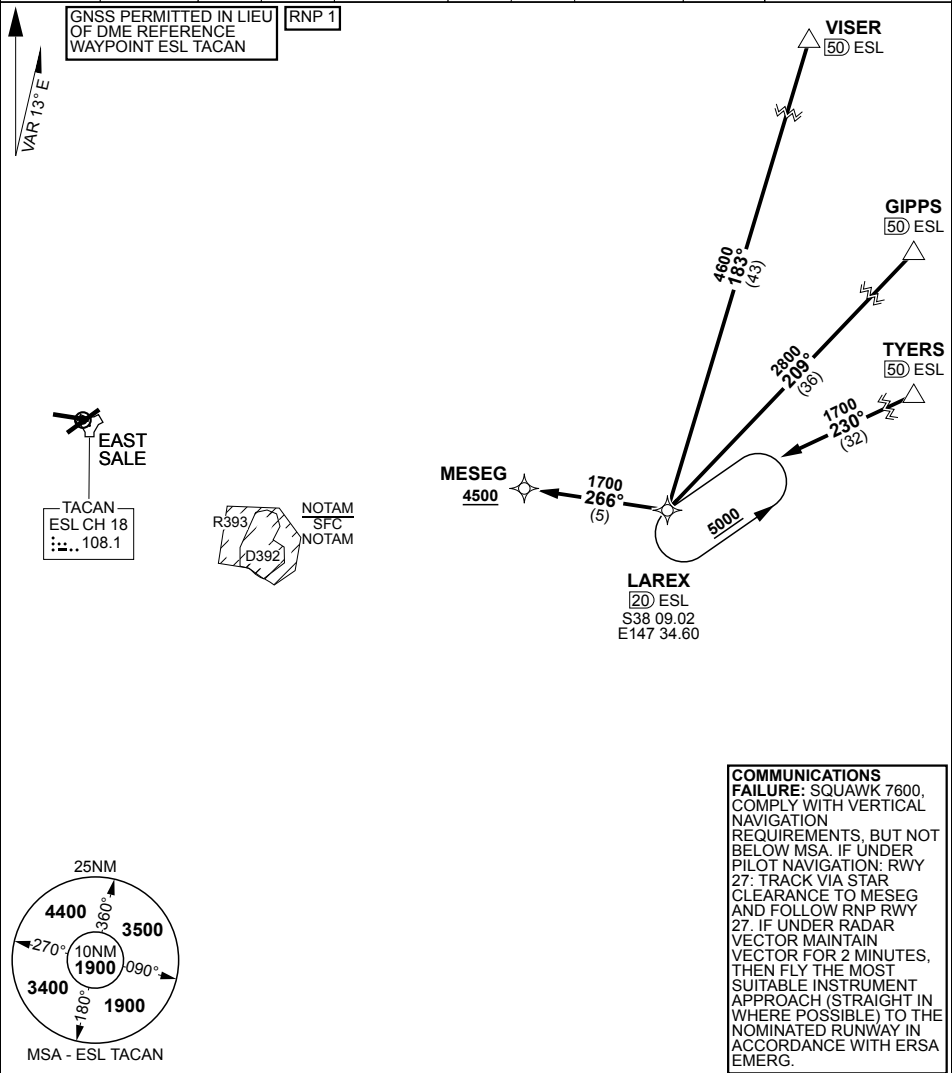 GNSS PERMITTED IN LIEU
OF DME REFERENCE
WAYPOINT ESL TACAN
RNP 1
VAR 13° E
VISER
50 ESL
GIPPS
50 ESL
TYERS
50 ESL
4600
183°
(43)
2800
209°
(36)
1700
230°
(32)
EAST
SALE
TACAN
ESL CH 18
108.1
R393
D392
NOTAM
SFC
NOTAM
MESEG
4500
1700
266°
(5)
5000
LAREX
20 ESL
S38 09.02
E147 34.60
COMMUNICATIONS
FAILURE: SQUAWK 7600,
COMPLY WITH VERTICAL
NAVIGATION
REQUIREMENTS, BUT NOT
BELOW MSA. IF UNDER
PILOT NAVIGATION: RWY
27: TRACK VIA STAR
CLEARANCE TO MESEG
AND FOLLOW RNP RWY
27. IF UNDER RADAR
VECTOR MAINTAIN
VECTOR FOR 2 MINUTES,
THEN FLY THE MOST
SUITABLE INSTRUMENT
APPROACH (STRAIGHT IN
WHERE POSSIBLE) TO THE
NOMINATED RUNWAY IN
ACCORDANCE WITH ERSA
EMERG.
25NM
4400
360°
3500
270°
10NM
1900
090°
3400
180°
1900
MSA - ESL TACAN